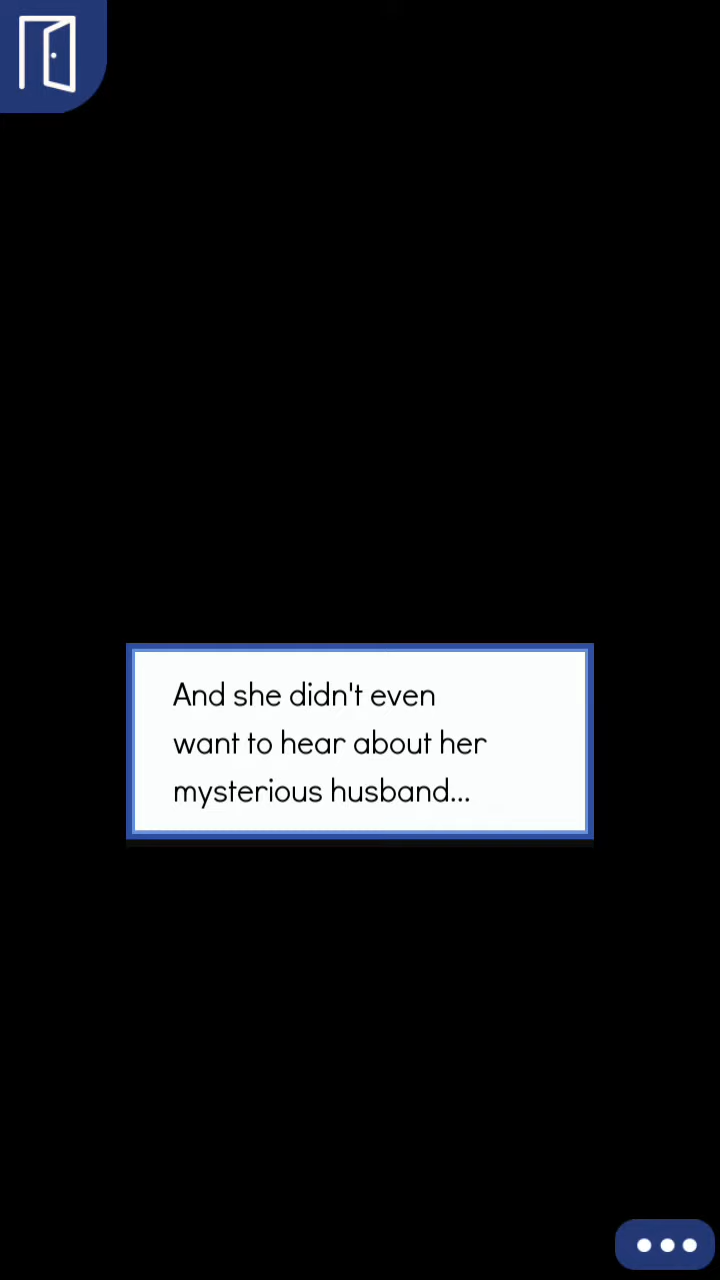 And she didn't even
want to hear about her
mysterious husband...